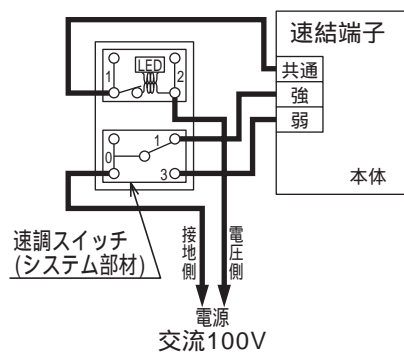 速結端子
共通
強
弱
本体
LED
1
2
0
1
3
速調スイッチ
(システム部材)
接地側
電圧側
電源
交流100V